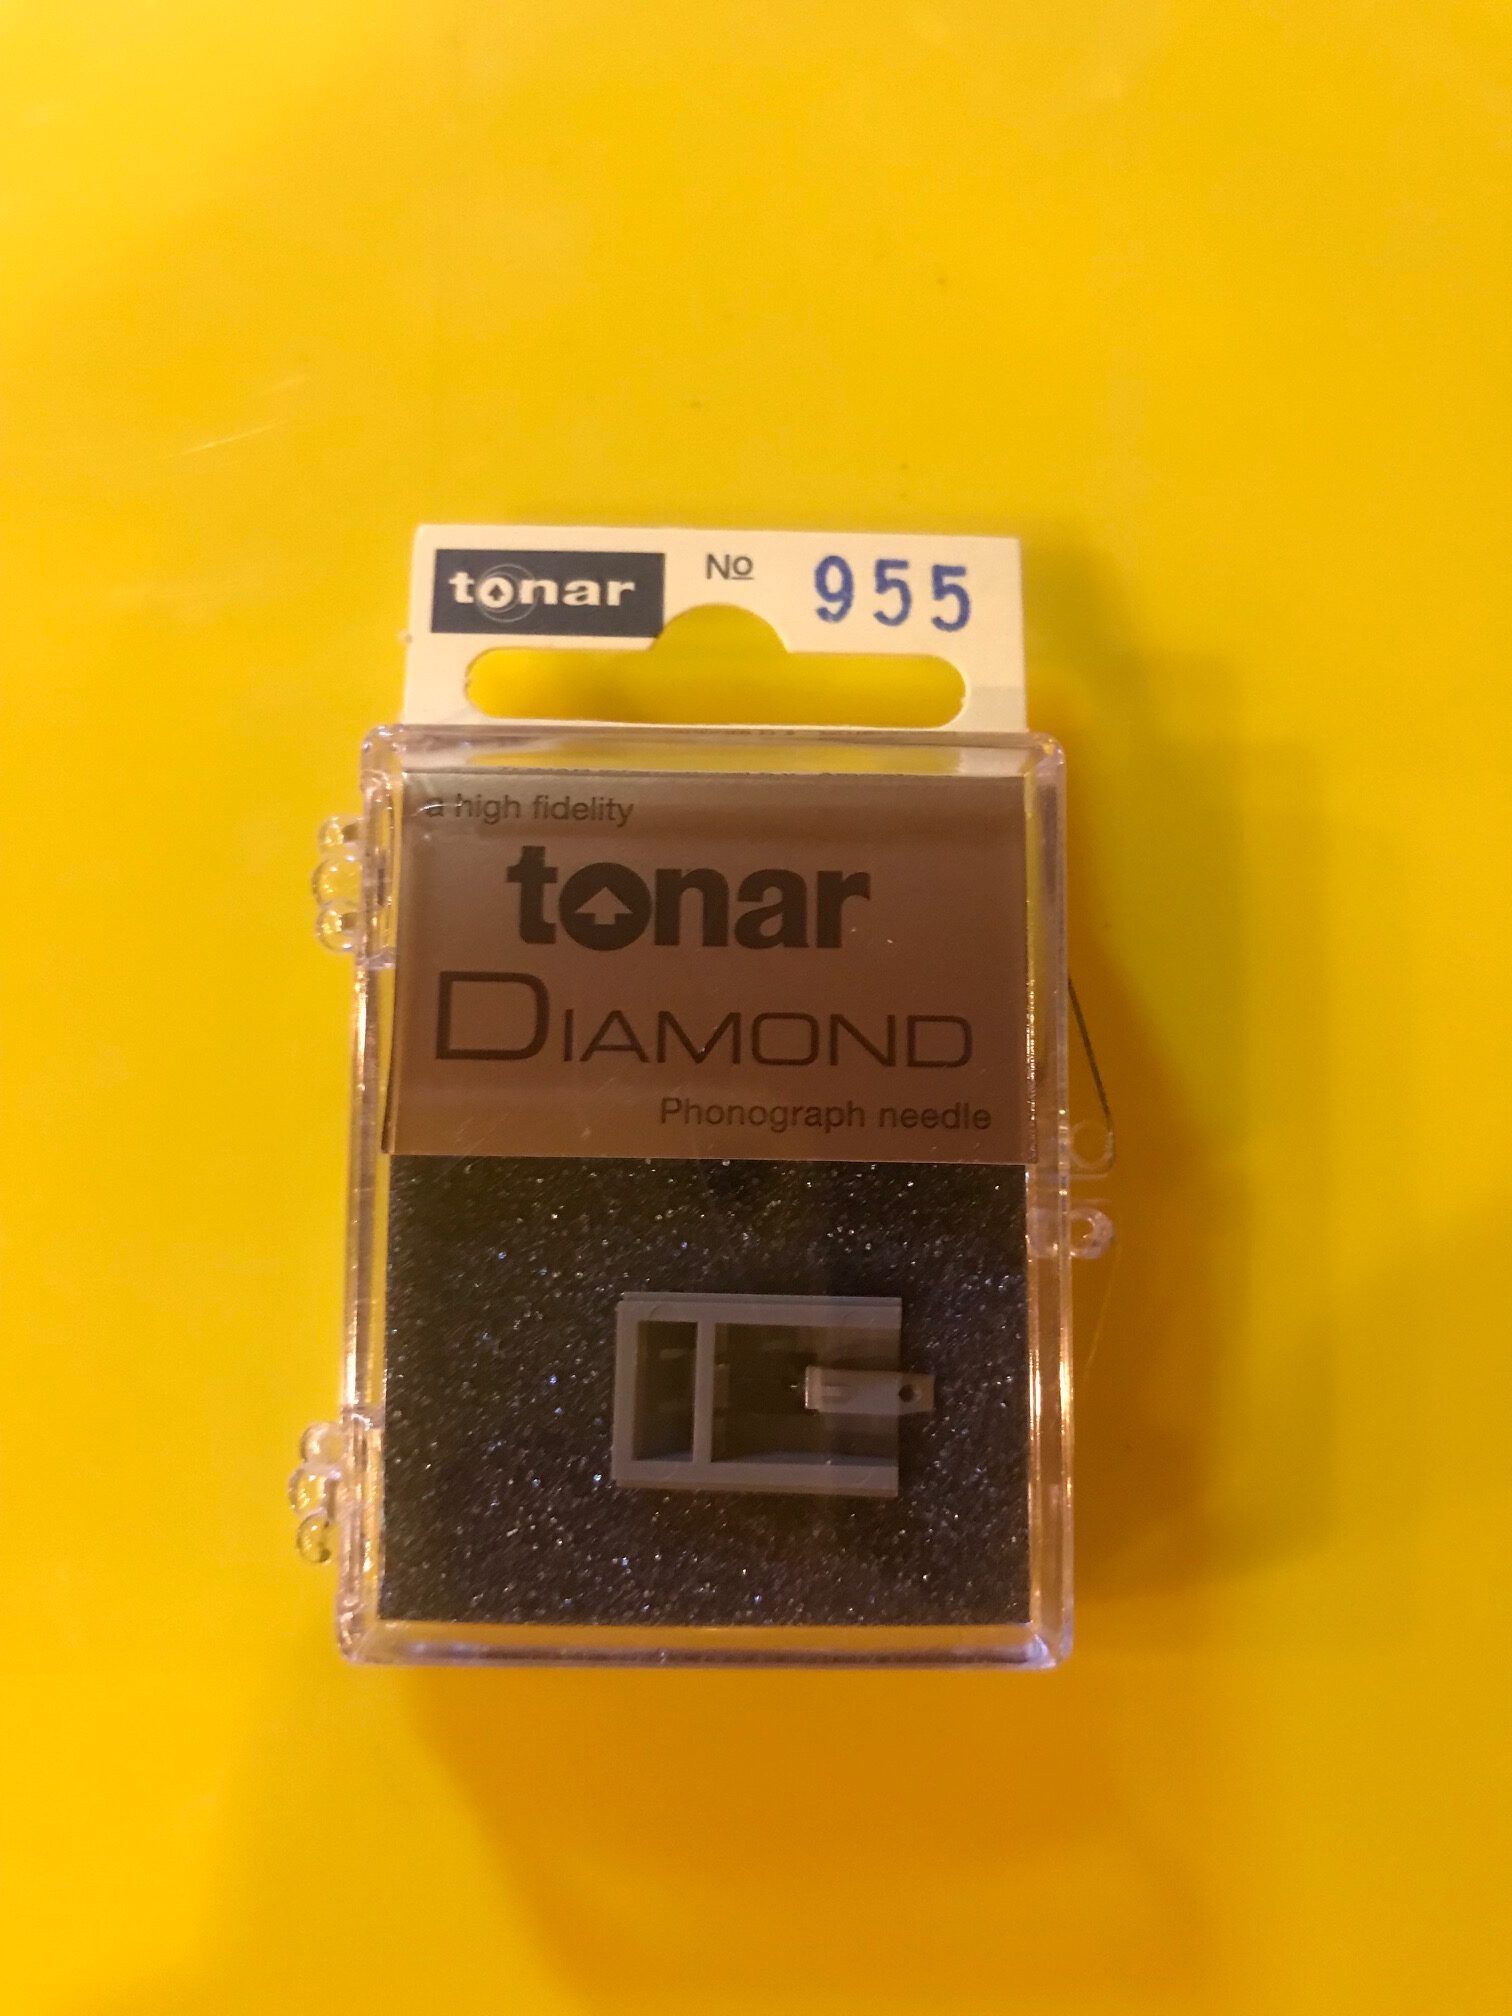 tonar
No 955
a high fidelity
tonar
DIAMOND
Phonograph needle